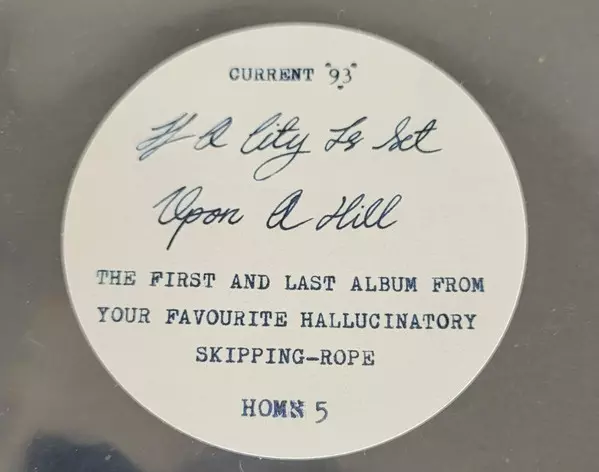 CURRENT "93"
If A City Is Set
Upon A Hill
THE FIRST AND LAST ALBUM FROM
YOUR FAVOURITE HALLUCINATORY
SKIPPING-ROPE
HOMא 5